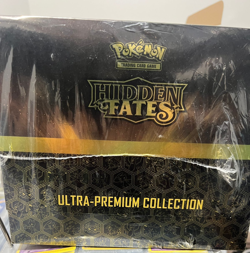 POKÉMON
TRADING CARD GAME
HIDDEN
FATES
ULTRA-PREMIUM COLLECTION